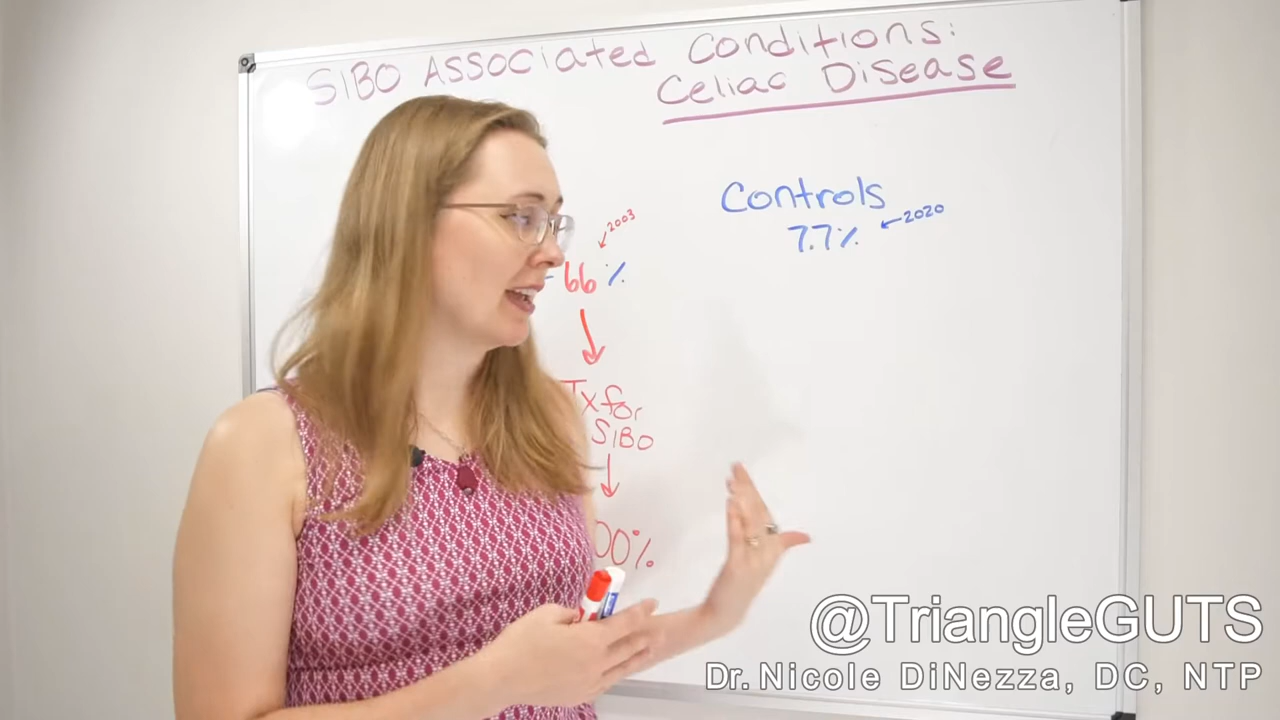 SIBO Associated Conditions:
Celiac Disease
Controls
7.7% ← 2020
2003
66%
Tx for
SIBO
00%
@TriangleGUTS
Dr. Nicole DiNezza, DC, NTP